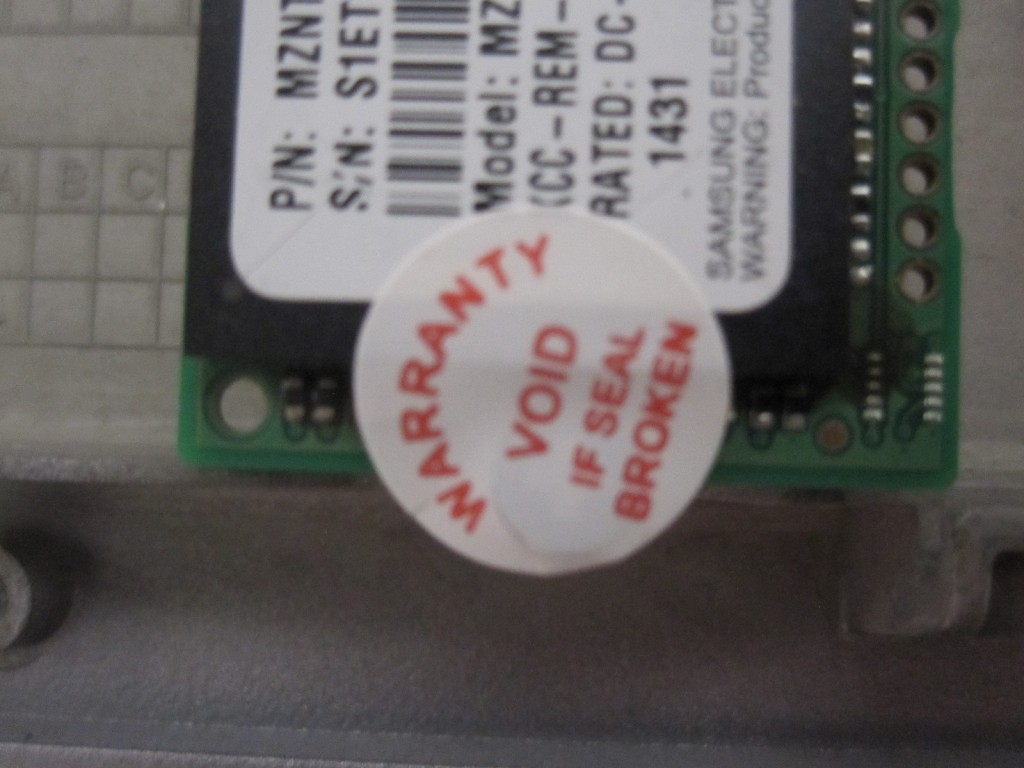 P/N: MZNT
S/N: S1ET
Model: MZ
KCC-REM-
RATED: DC
1431
SAMSUNG ELECT
WARNING: Produc
WARRANTY
VOID
IF SEAL
BROKEN
A B C